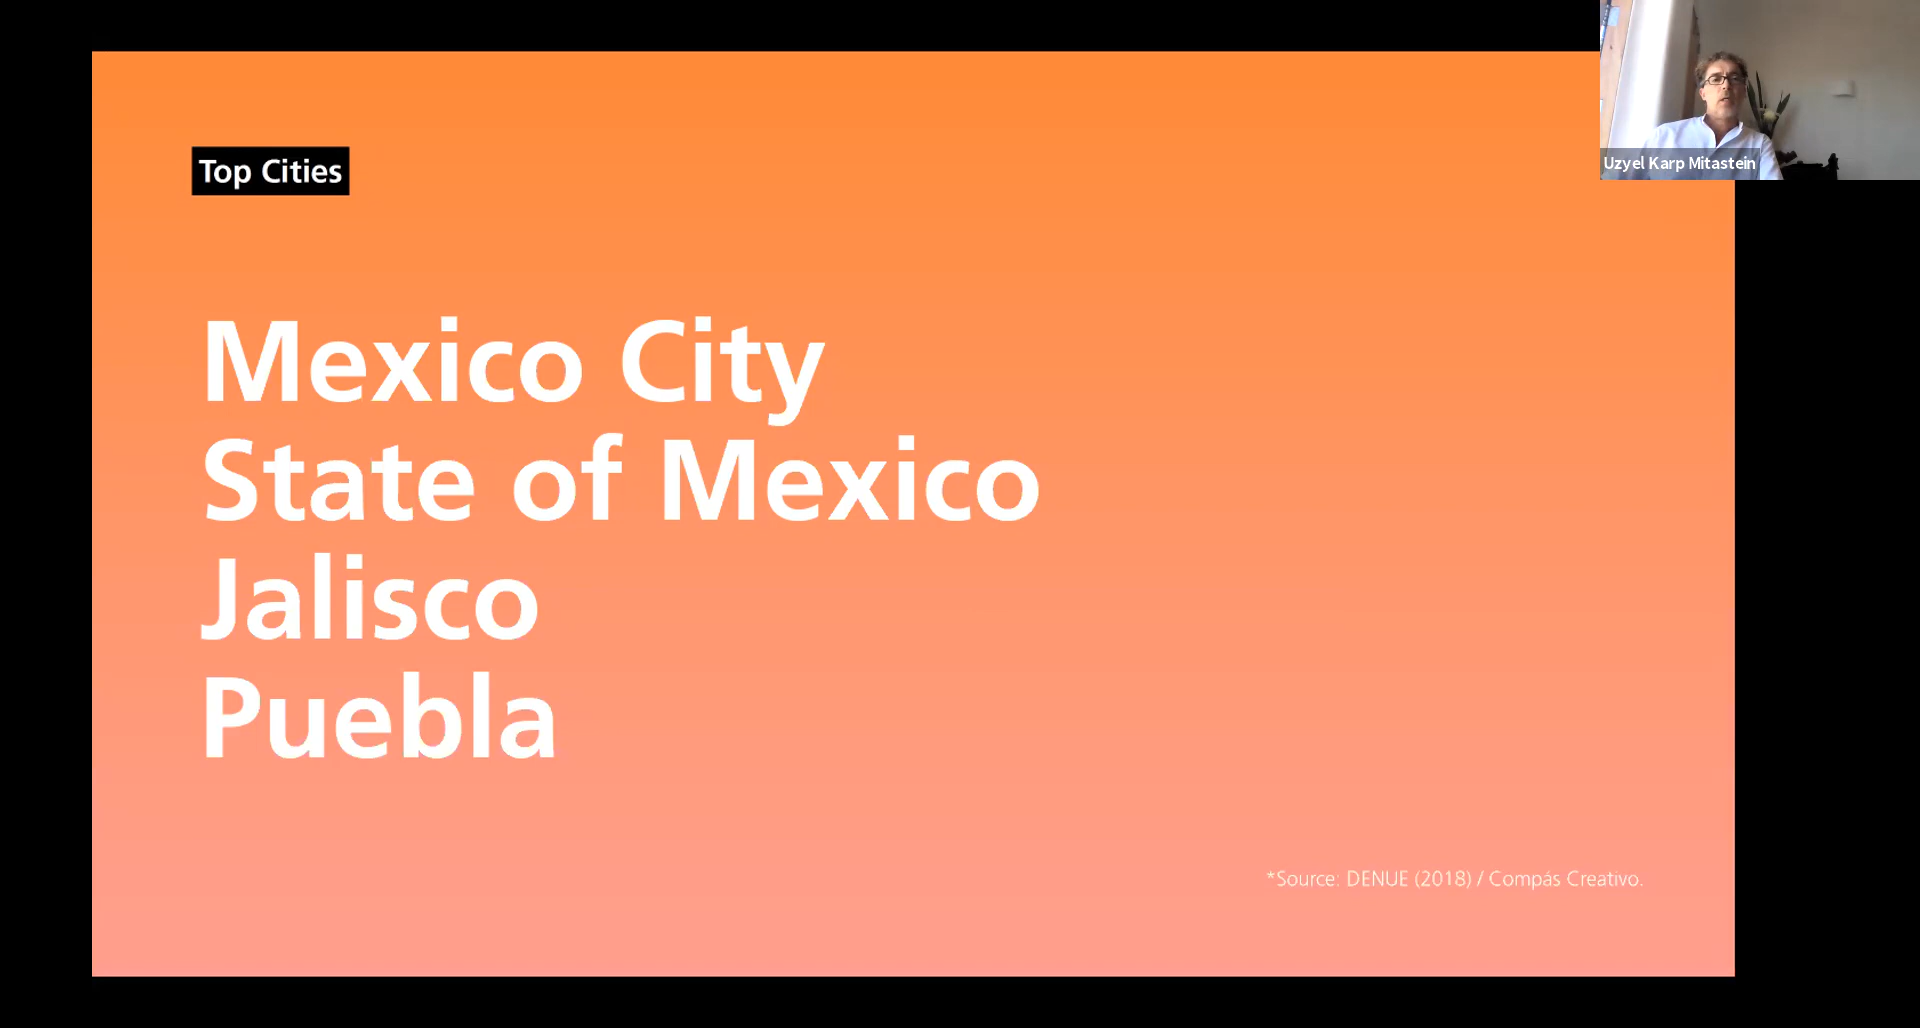 Top Cities
Mexico City
State of Mexico
Jalisco
Puebla
*Source: DENUE (2018) / Compás Creativo.
Uzyel Karp Mitastein